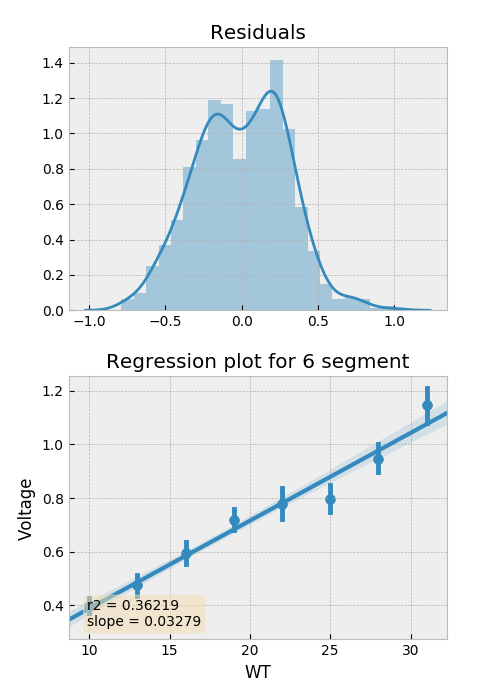 Residuals
1.4
1.2
1.0
0.8
0.6
0.4
0.2
0.0
−1.0 −0.5 0.0 0.5 1.0
Regression plot for 6 segment
1.2
1.0
0.8
0.6
0.4
Voltage
r2 = 0.36219
slope = 0.03279
10 15 20 25 30
WT